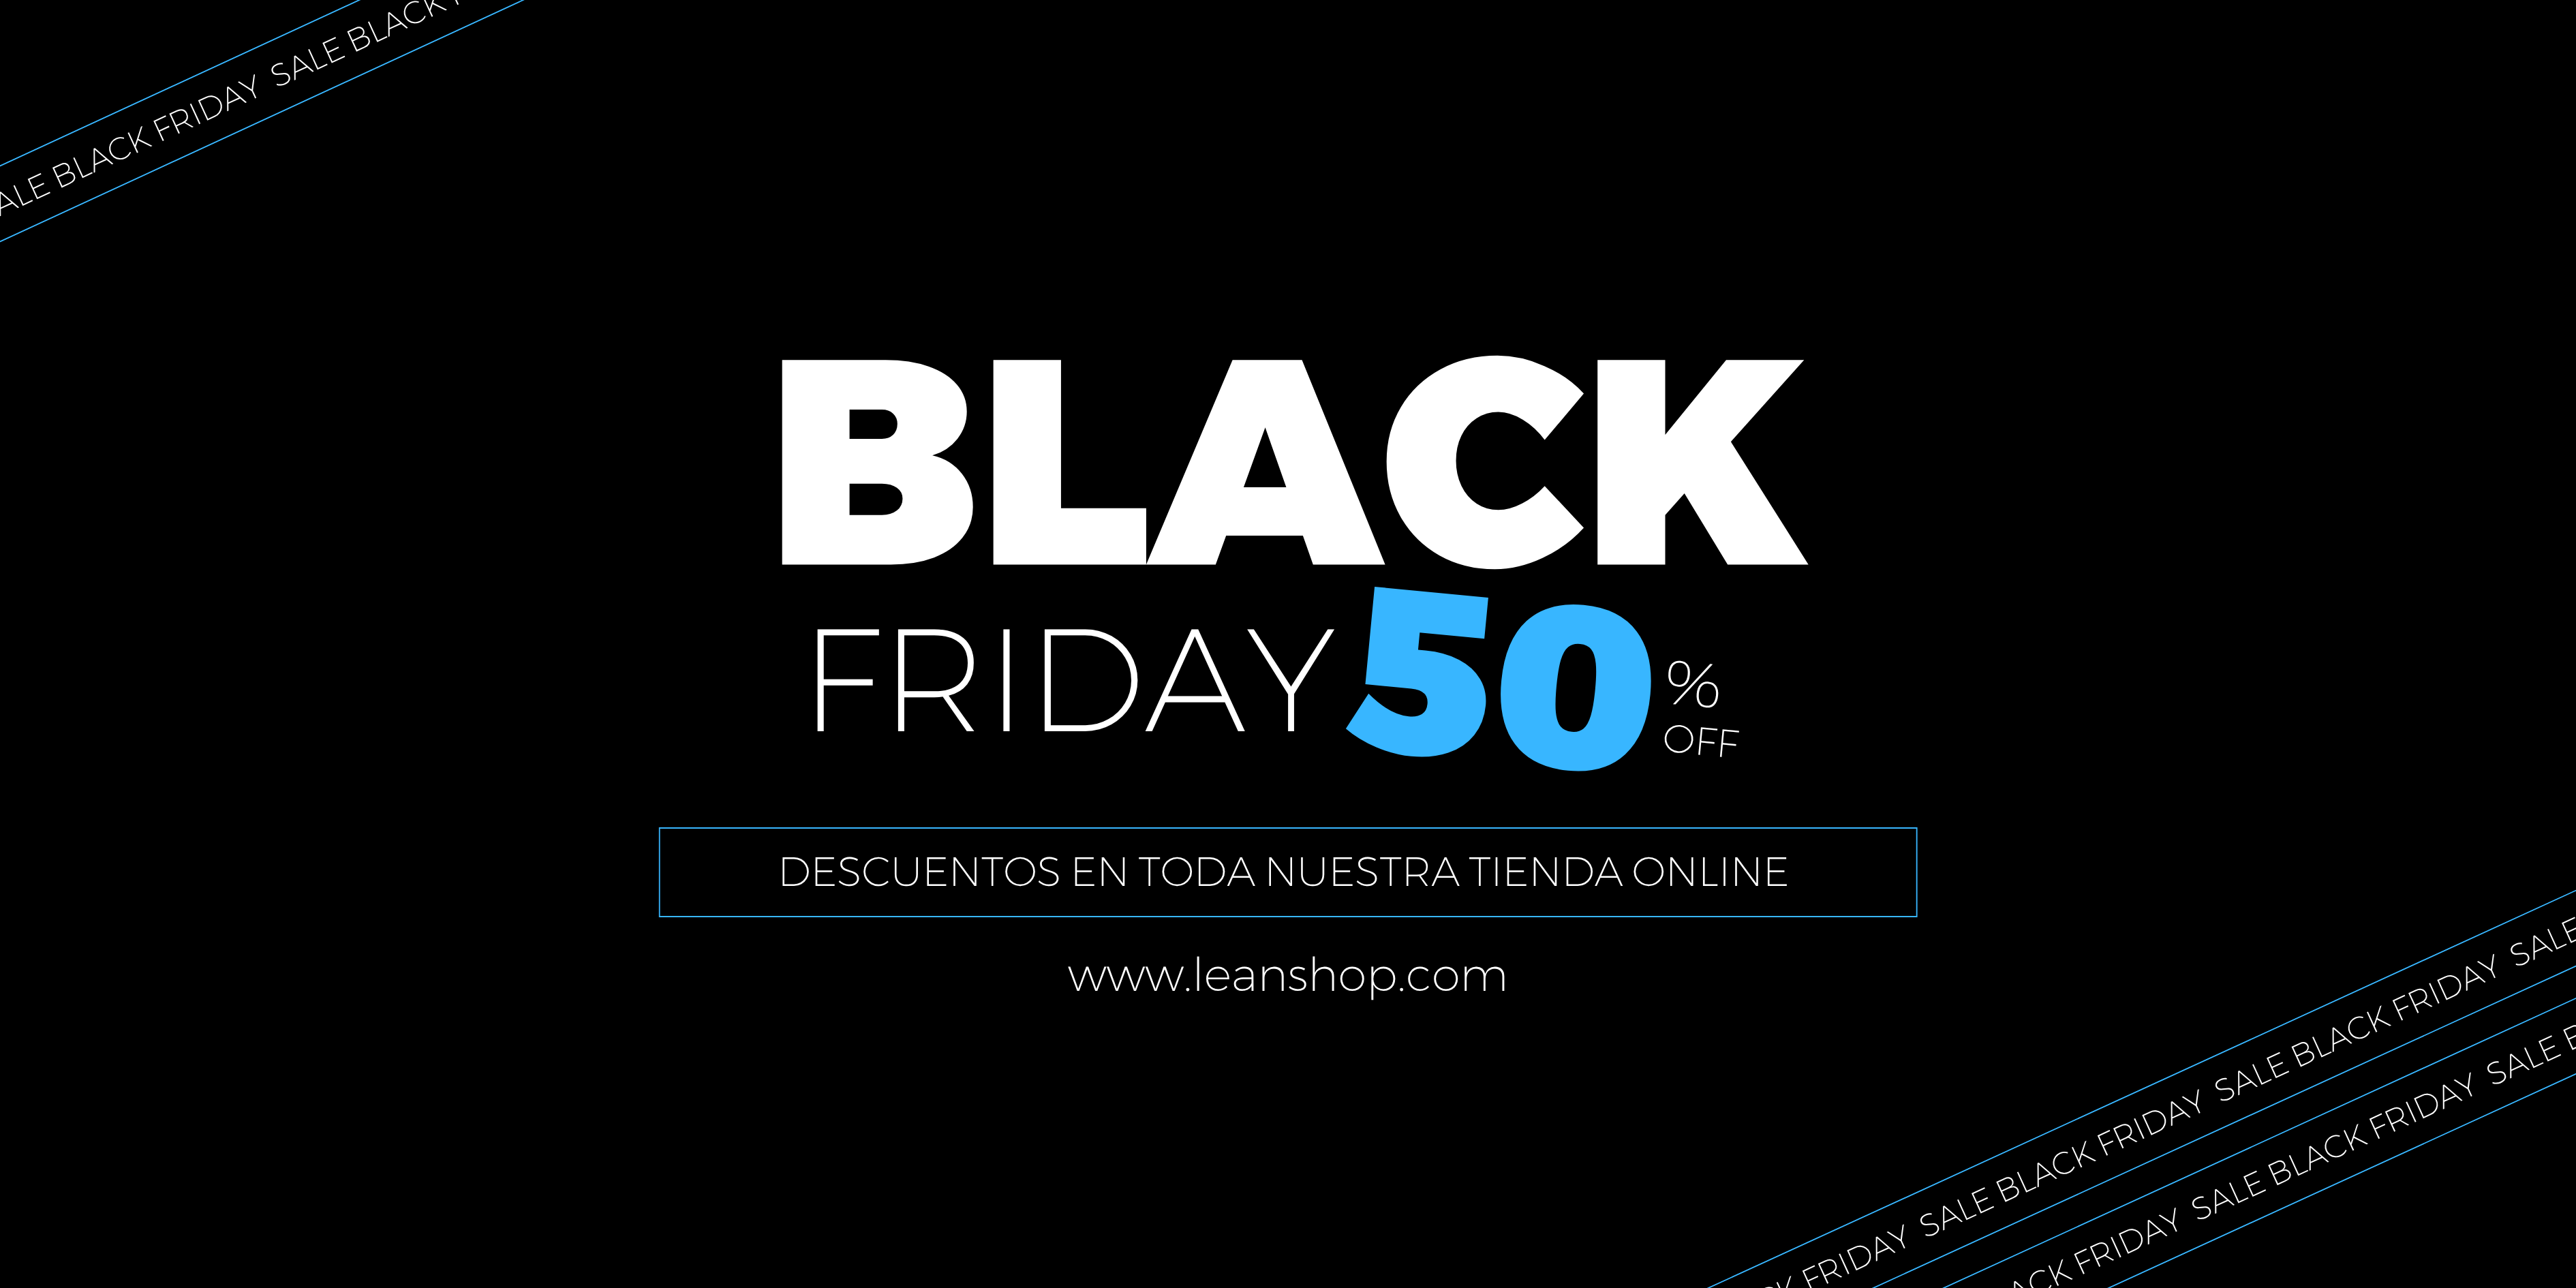 SALE BLACK FRIDAY SALE BLACK
BLACK
FRIDAY 50 % OFF
DESCUENTOS EN TODA NUESTRA TIENDA ONLINE
www.leanshop.com
FRIDAY SALE BLACK FRIDAY SALE BLACK FRIDAY SALE
FRIDAY SALE BLACK FRIDAY SALE